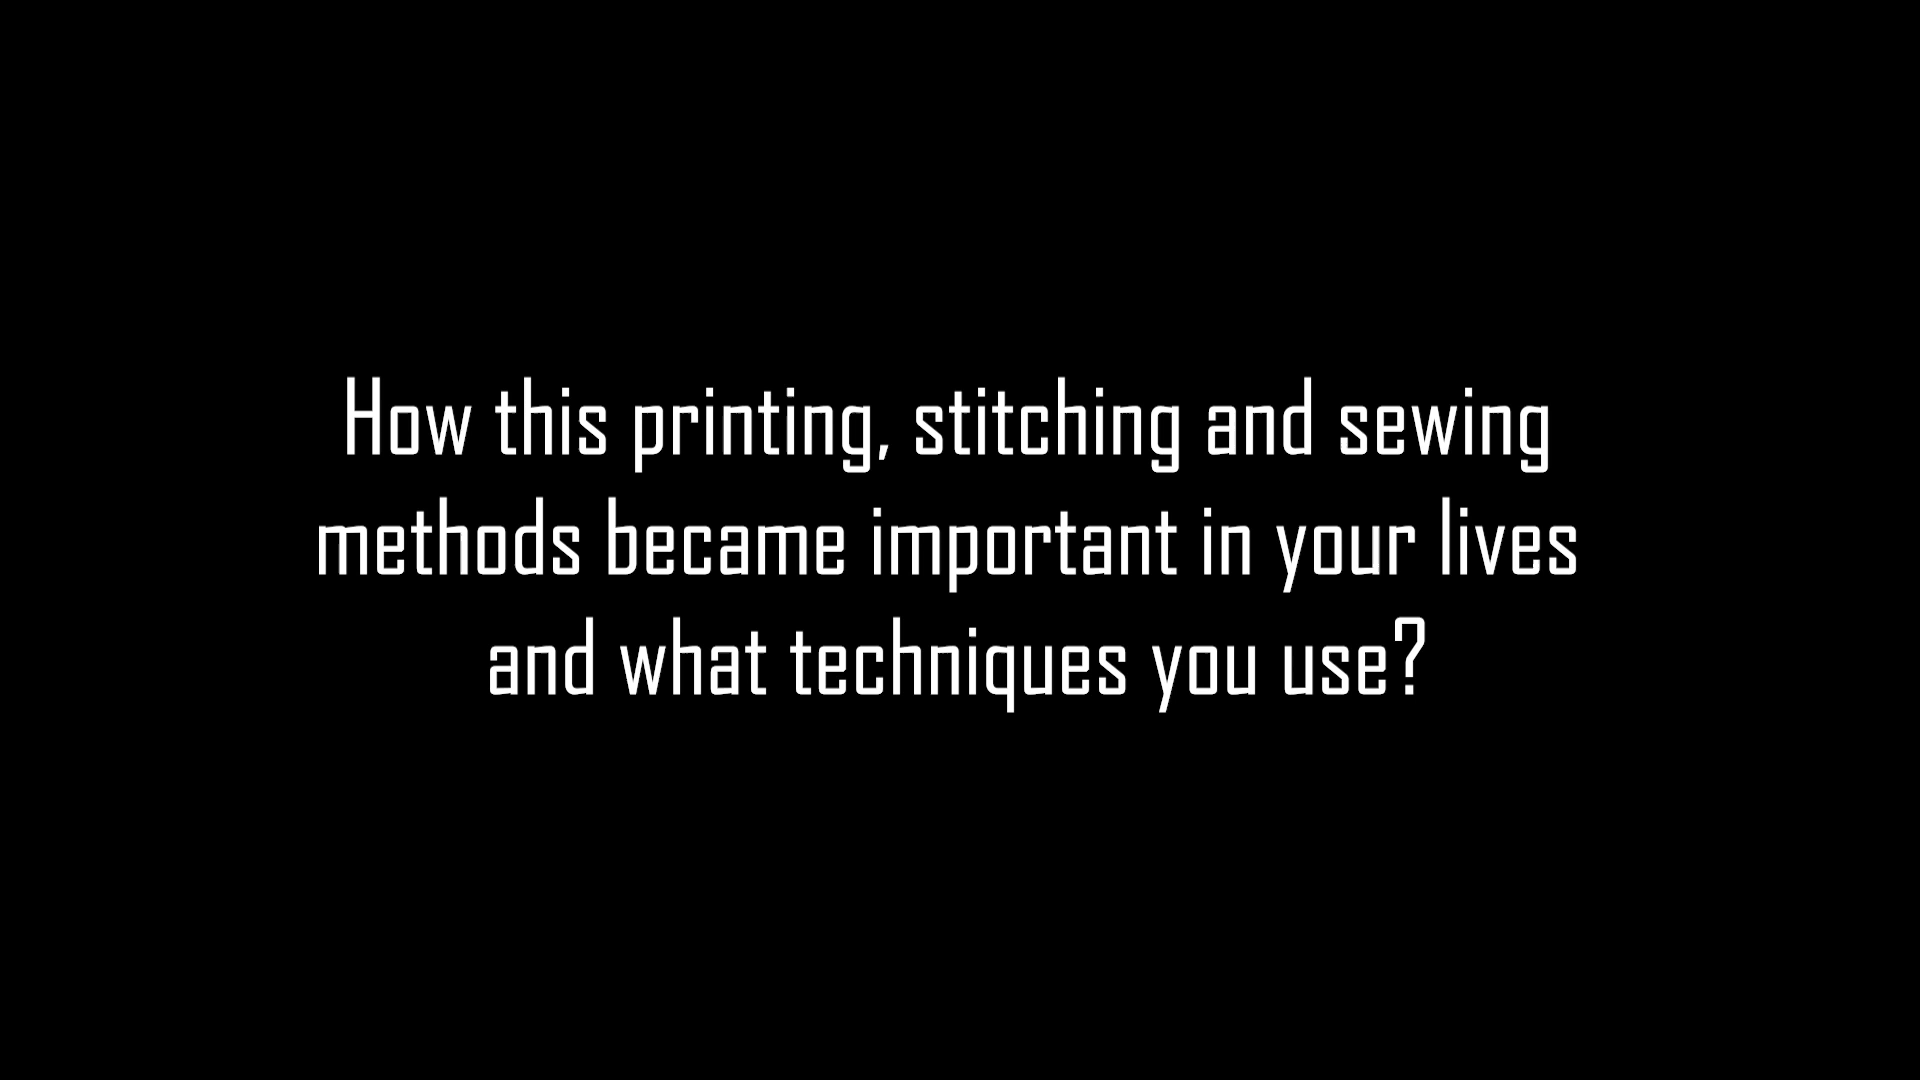 How this printing, stitching and sewing
methods became important in your lives
and what techniques you use?